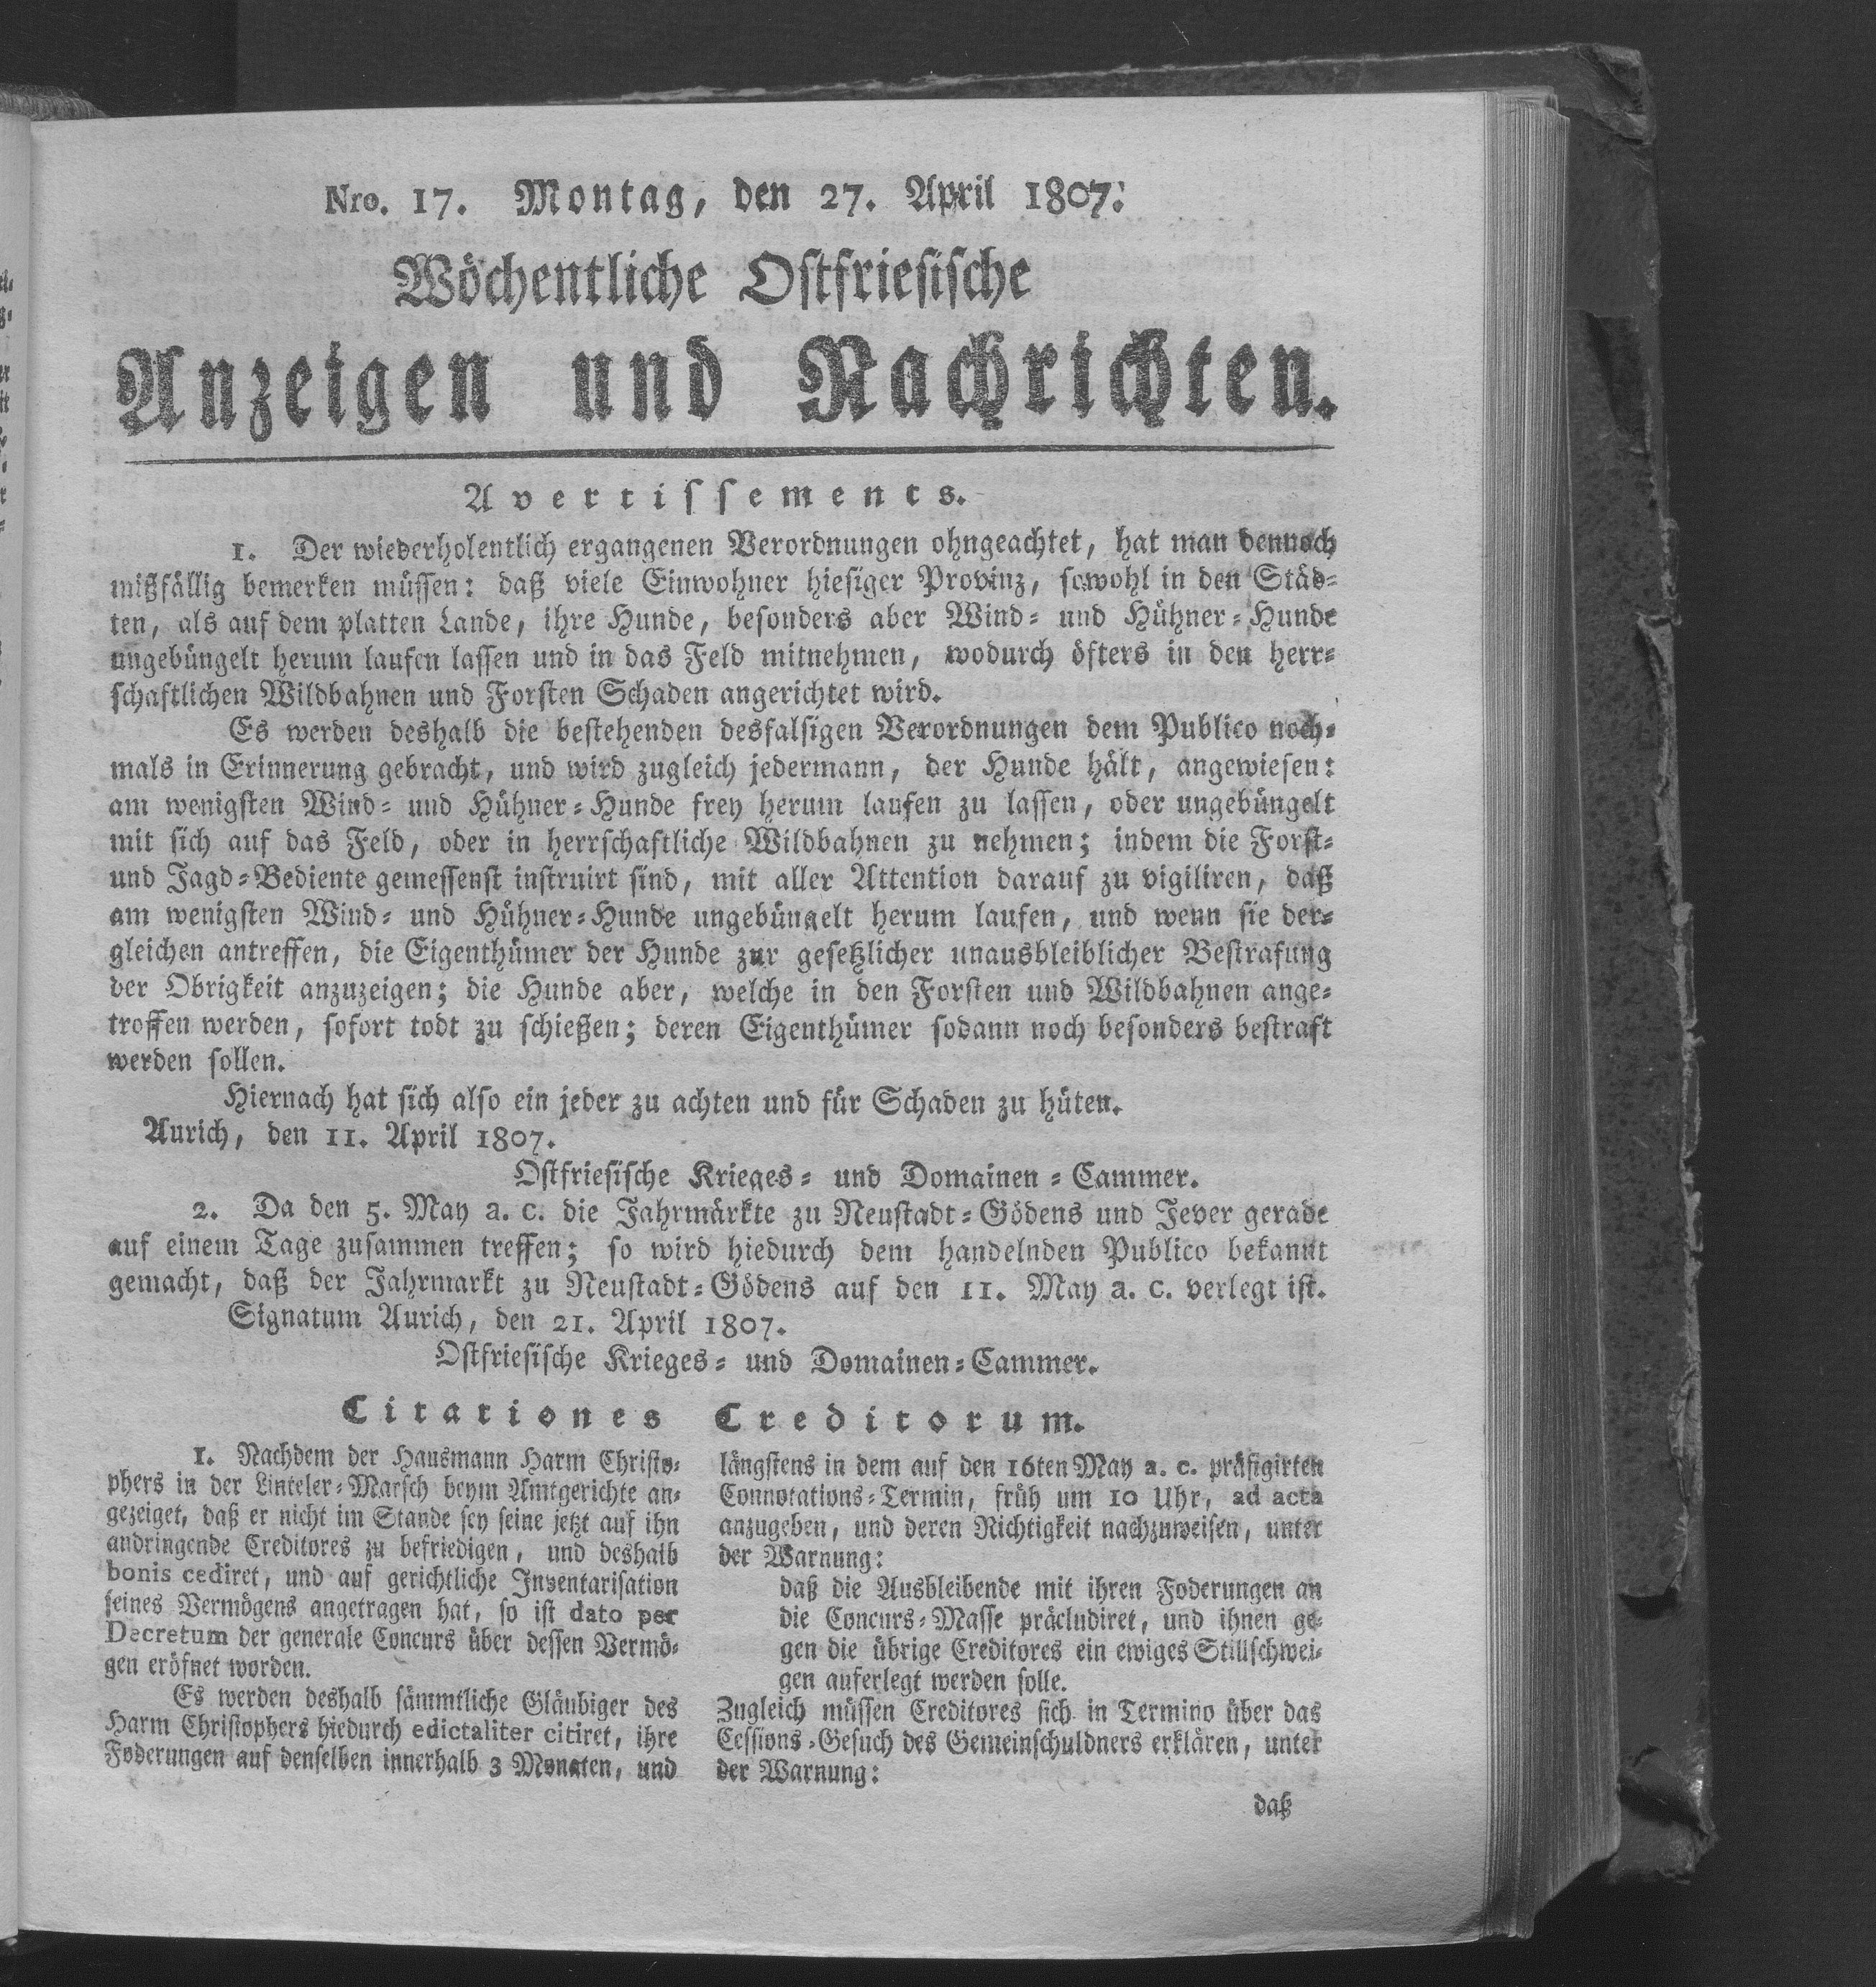 Nro. 17. Montag, den 27. April 1807.
Wöchentliche Ostfriesische
Anzeigen und Nachrichten.
Avertissements.
1. Der wiederholentlich ergangenen Verordnungen ohngeachtet, hat man dennoch
mißfällig bemerken müssen: daß viele Einwohner hiesiger Provinz, sowohl in den Städ-
ten, als auf dem platten Lande, ihre Hunde, besonders aber Wind- und Hühner-Hunde
ungebüngelt herum laufen lassen und in das Feld mitnehmen, wodurch öfters in den herr-
schaftlichen Wildbahnen und Forsten Schaden angerichtet wird.
Es werden deshalb die bestehenden desfalsigen Verordnungen dem Publico noch-
mals in Erinnerung gebracht, und wird zugleich jedermann, der Hunde hält, angewiesen:
am wenigsten Wind- und Hühner-Hunde frey herum laufen zu lassen, oder ungebüngelt
mit sich auf das Feld, oder in herrschaftliche Wildbahnen zu nehmen; indem die Forst-
und Jagd-Bediente gemessenst instruirt sind, mit aller Attention darauf zu vigiliren, daß
am wenigsten Wind- und Hühner-Hunde ungebüngelt herum laufen, und wenn sie der-
gleichen antreffen, die Eigenthümer der Hunde zur gesetzlicher unausbleiblicher Bestrafung
der Obrigkeit anzuzeigen; die Hunde aber, welche in den Forsten und Wildbahnen ange-
troffen werden, sofort todt zu schießen; deren Eigenthümer sodann noch besonders bestraft
werden sollen.
Hiernach hat sich also ein jeder zu achten und für Schaden zu hüten.
Aurich, den 11. April 1807.
Ostfriesische Krieges- und Domainen-Cammer.
2. Da den 5. May a. c. die Jahrmärkte zu Neustadt-Gödens und Jever gerade
auf einem Tage zusammen treffen; so wird hiedurch dem handelnden Publico bekannt
gemacht, daß der Jahrmarkt zu Neustadt-Gödens auf den 11. May a. c. verlegt ist.
Signatum Aurich, den 21. April 1807.
Ostfriesische Krieges- und Domainen-Cammer.
Citationes Creditorum.
1. Nachdem der Hausmann Harm Christo-
phers in der Linteler-Marsch beym Amtgerichte an-
gezeiget, daß er nicht im Stande sey seine jetzt auf ihn
andringende Creditores zu befriedigen, und deshalb
bonis cediret, und auf gerichtliche Inventarisation
seines Vermögens angetragen hat, so ist dato per
Decretum der generale Concurs über dessen Vermö-
gen eröfnet worden.
Es werden deshalb sämmtliche Gläubiger des
Harm Christophers hiedurch edictaliter citiret, ihre
Foderungen auf denselben innerhalb 3 Monaten, und
längstens in dem auf den 16ten May a. c. präfigirten
Connotations-Termin, früh um 10 Uhr, ad acta
anzugeben, und deren Richtigkeit nachzuweisen, unter
der Warnung:
daß die Ausbleibende mit ihren Foderungen an
die Concurs-Masse präcludiret, und ihnen ge-
gen die übrige Creditores ein ewiges Stillschwei-
gen auferlegt werden solle.
Zugleich müssen Creditores sich in Termino über das
Cessions-Gesuch des Gemeinschuldners erklären, unter
der Warnung:
daß